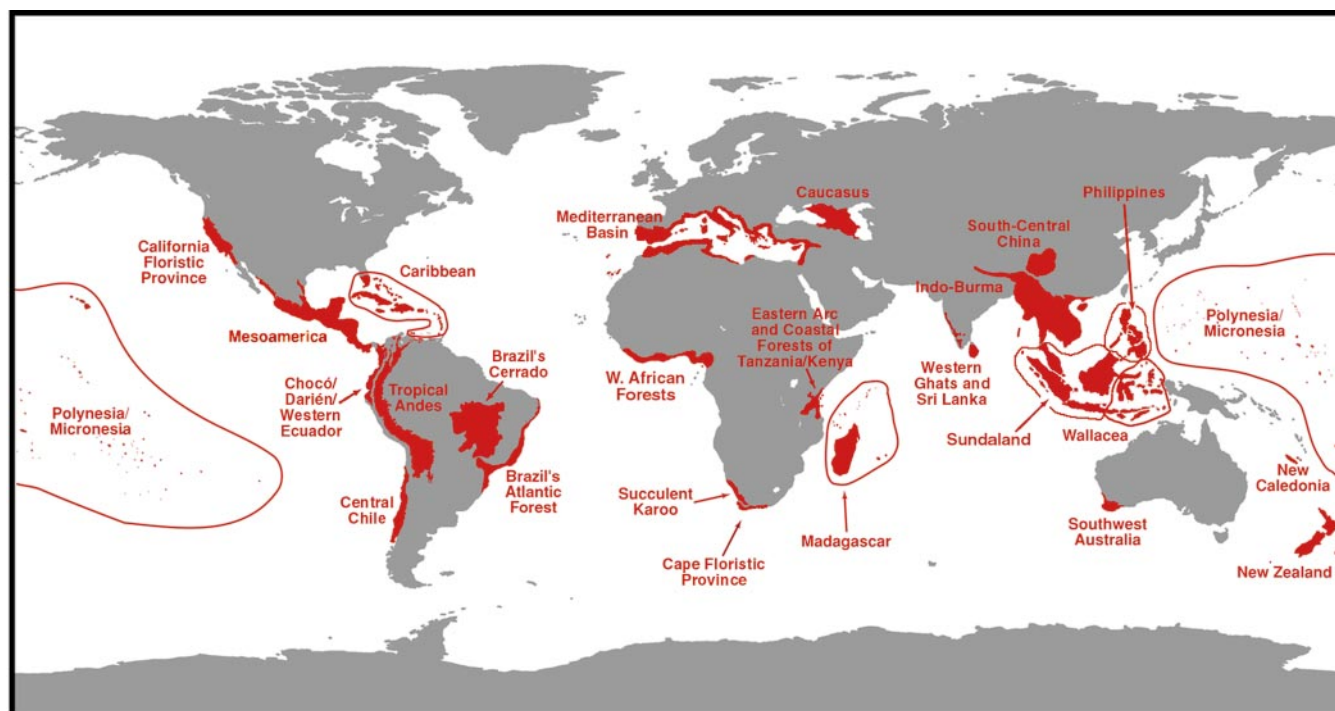 Philippines
Caucasus
Mediterranean
Basin
South-Central
China
California
Floristic
Province
Caribbean
Indo-Burma
Eastern Arc
and Coastal
Forests of
Tanzania/Kenya
Polynesia/
Micronesia
Mesoamerica
Brazil's
Cerrado
W. African
Forests
Western
Ghats and
Sri Lanka
Chocó/
Darién/
Western
Ecuador
Tropical
Andes
Polynesia/
Micronesia
Sundaland
Wallacea
Brazil's
Atlantic
Forest
New
Caledonia
Central
Chile
Succulent
Karoo
Madagascar
Southwest
Australia
Cape Floristic
Province
New Zealand